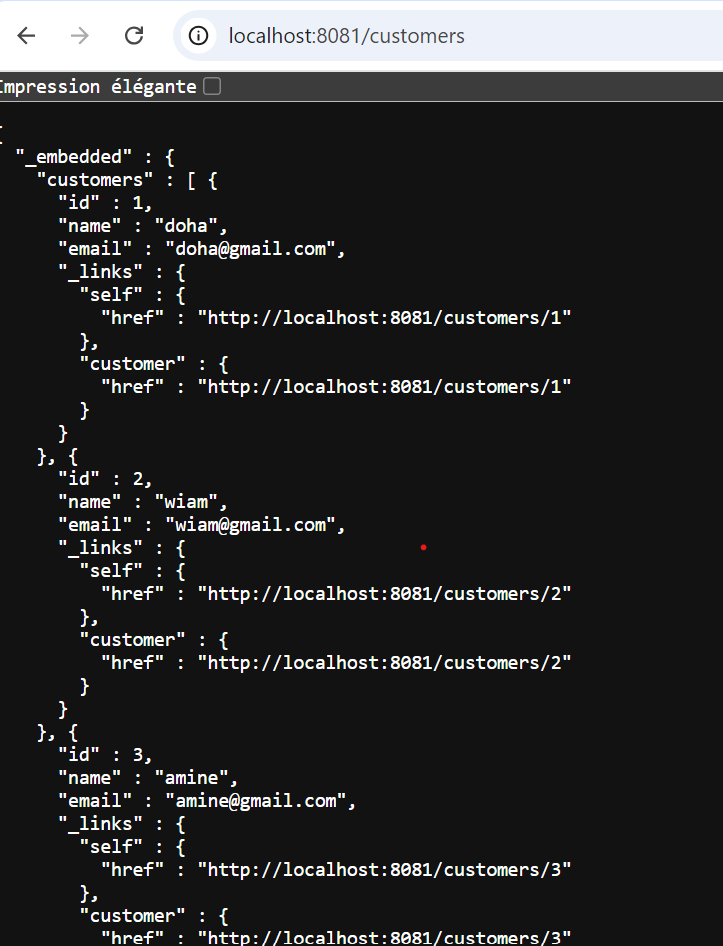 localhost:8081/customers
Impression élégante
{
"_embedded" : {
"customers" : [ {
"id" : 1,
"name" : "doha",
"email" : "doha@gmail.com",
"_links" : {
"self" : {
"href" : "http://localhost:8081/customers/1"
},
"customer" : {
"href" : "http://localhost:8081/customers/1"
}
}
}, {
"id" : 2,
"name" : "wiam",
"email" : "wiam@gmail.com",
"_links" : {
"self" : {
"href" : "http://localhost:8081/customers/2"
},
"customer" : {
"href" : "http://localhost:8081/customers/2"
}
}
}, {
"id" : 3,
"name" : "amine",
"email" : "amine@gmail.com",
"_links" : {
"self" : {
"href" : "http://localhost:8081/customers/3"
},
"customer" : {
"href" : "http://localhost:8081/customers/3"